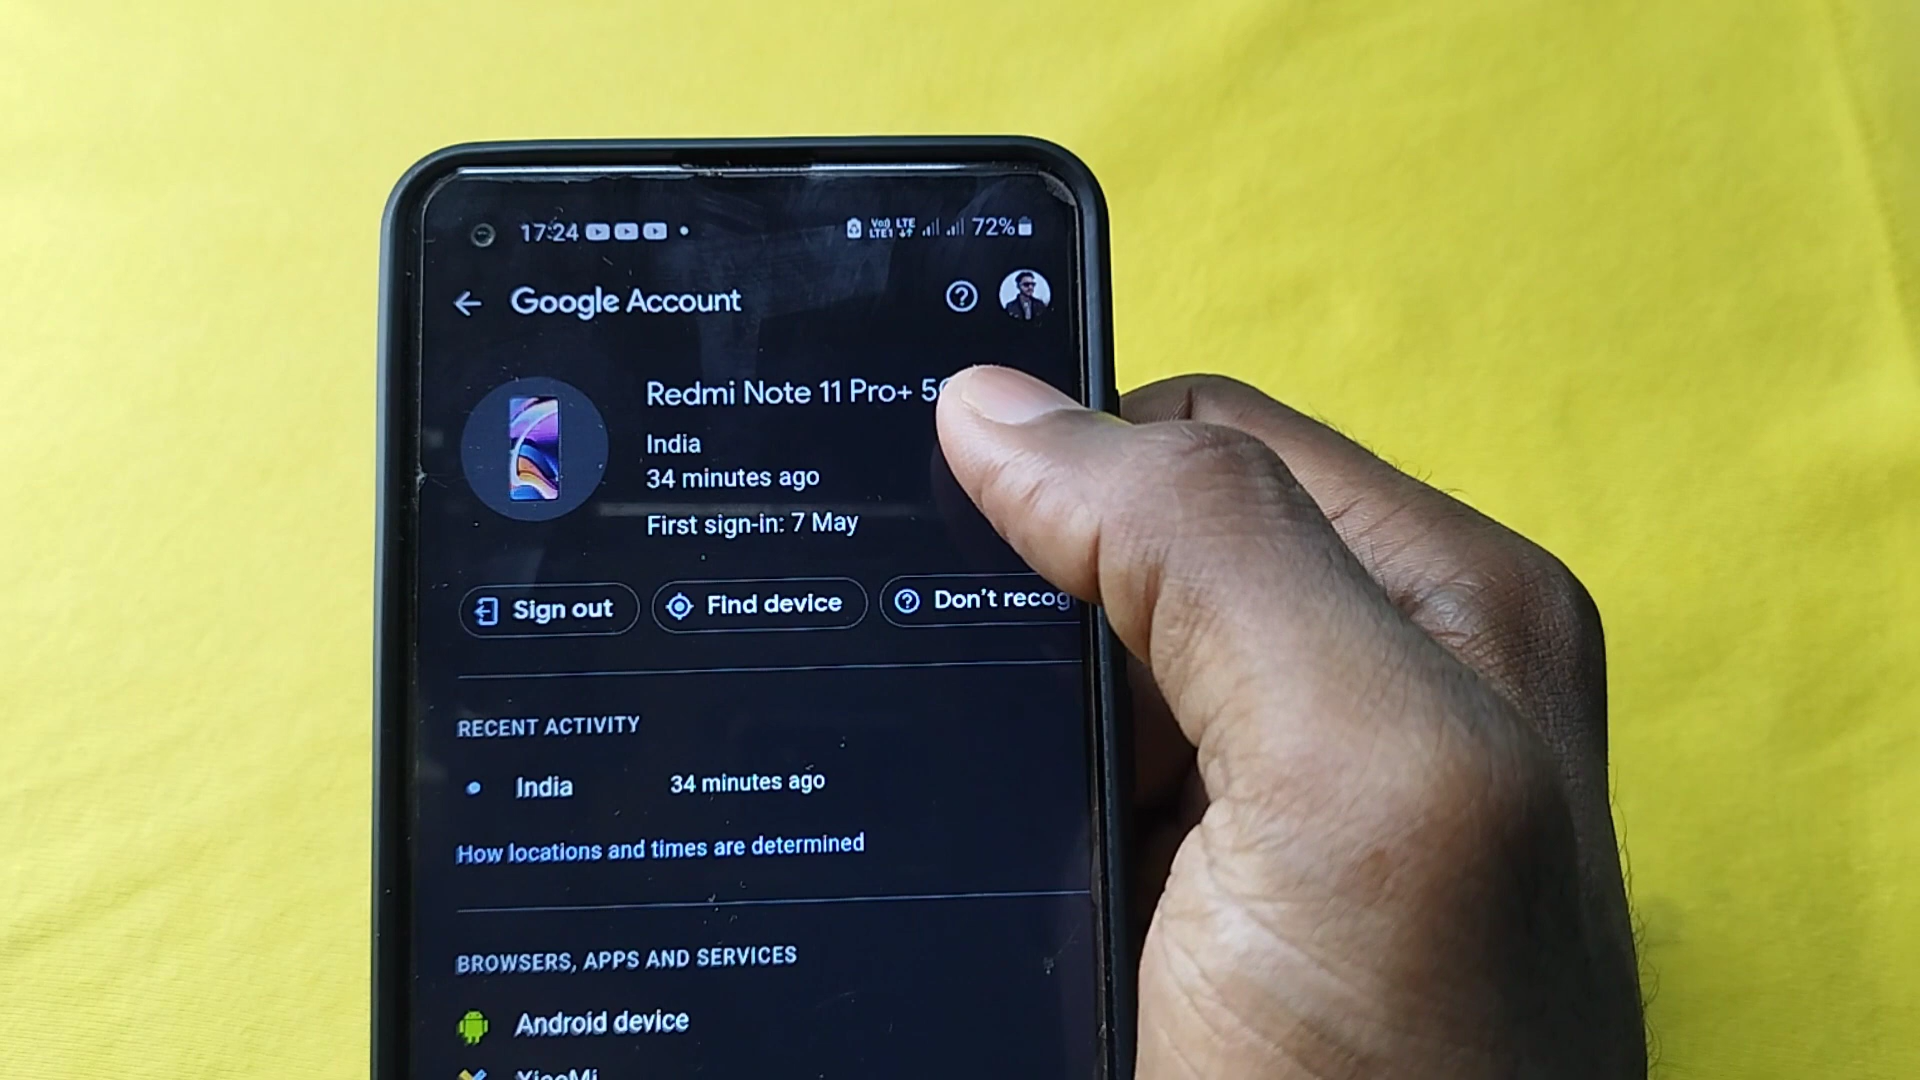 17:24 72%
Google Account
Redmi Note 11 Pro+
India
34 minutes ago
First sign-in: 7 May
Sign out
Find device
Don't recog
RECENT ACTIVITY
India 34 minutes ago
How locations and times are determined
BROWSERS, APPS AND SERVICES
Android device
XiaoMi